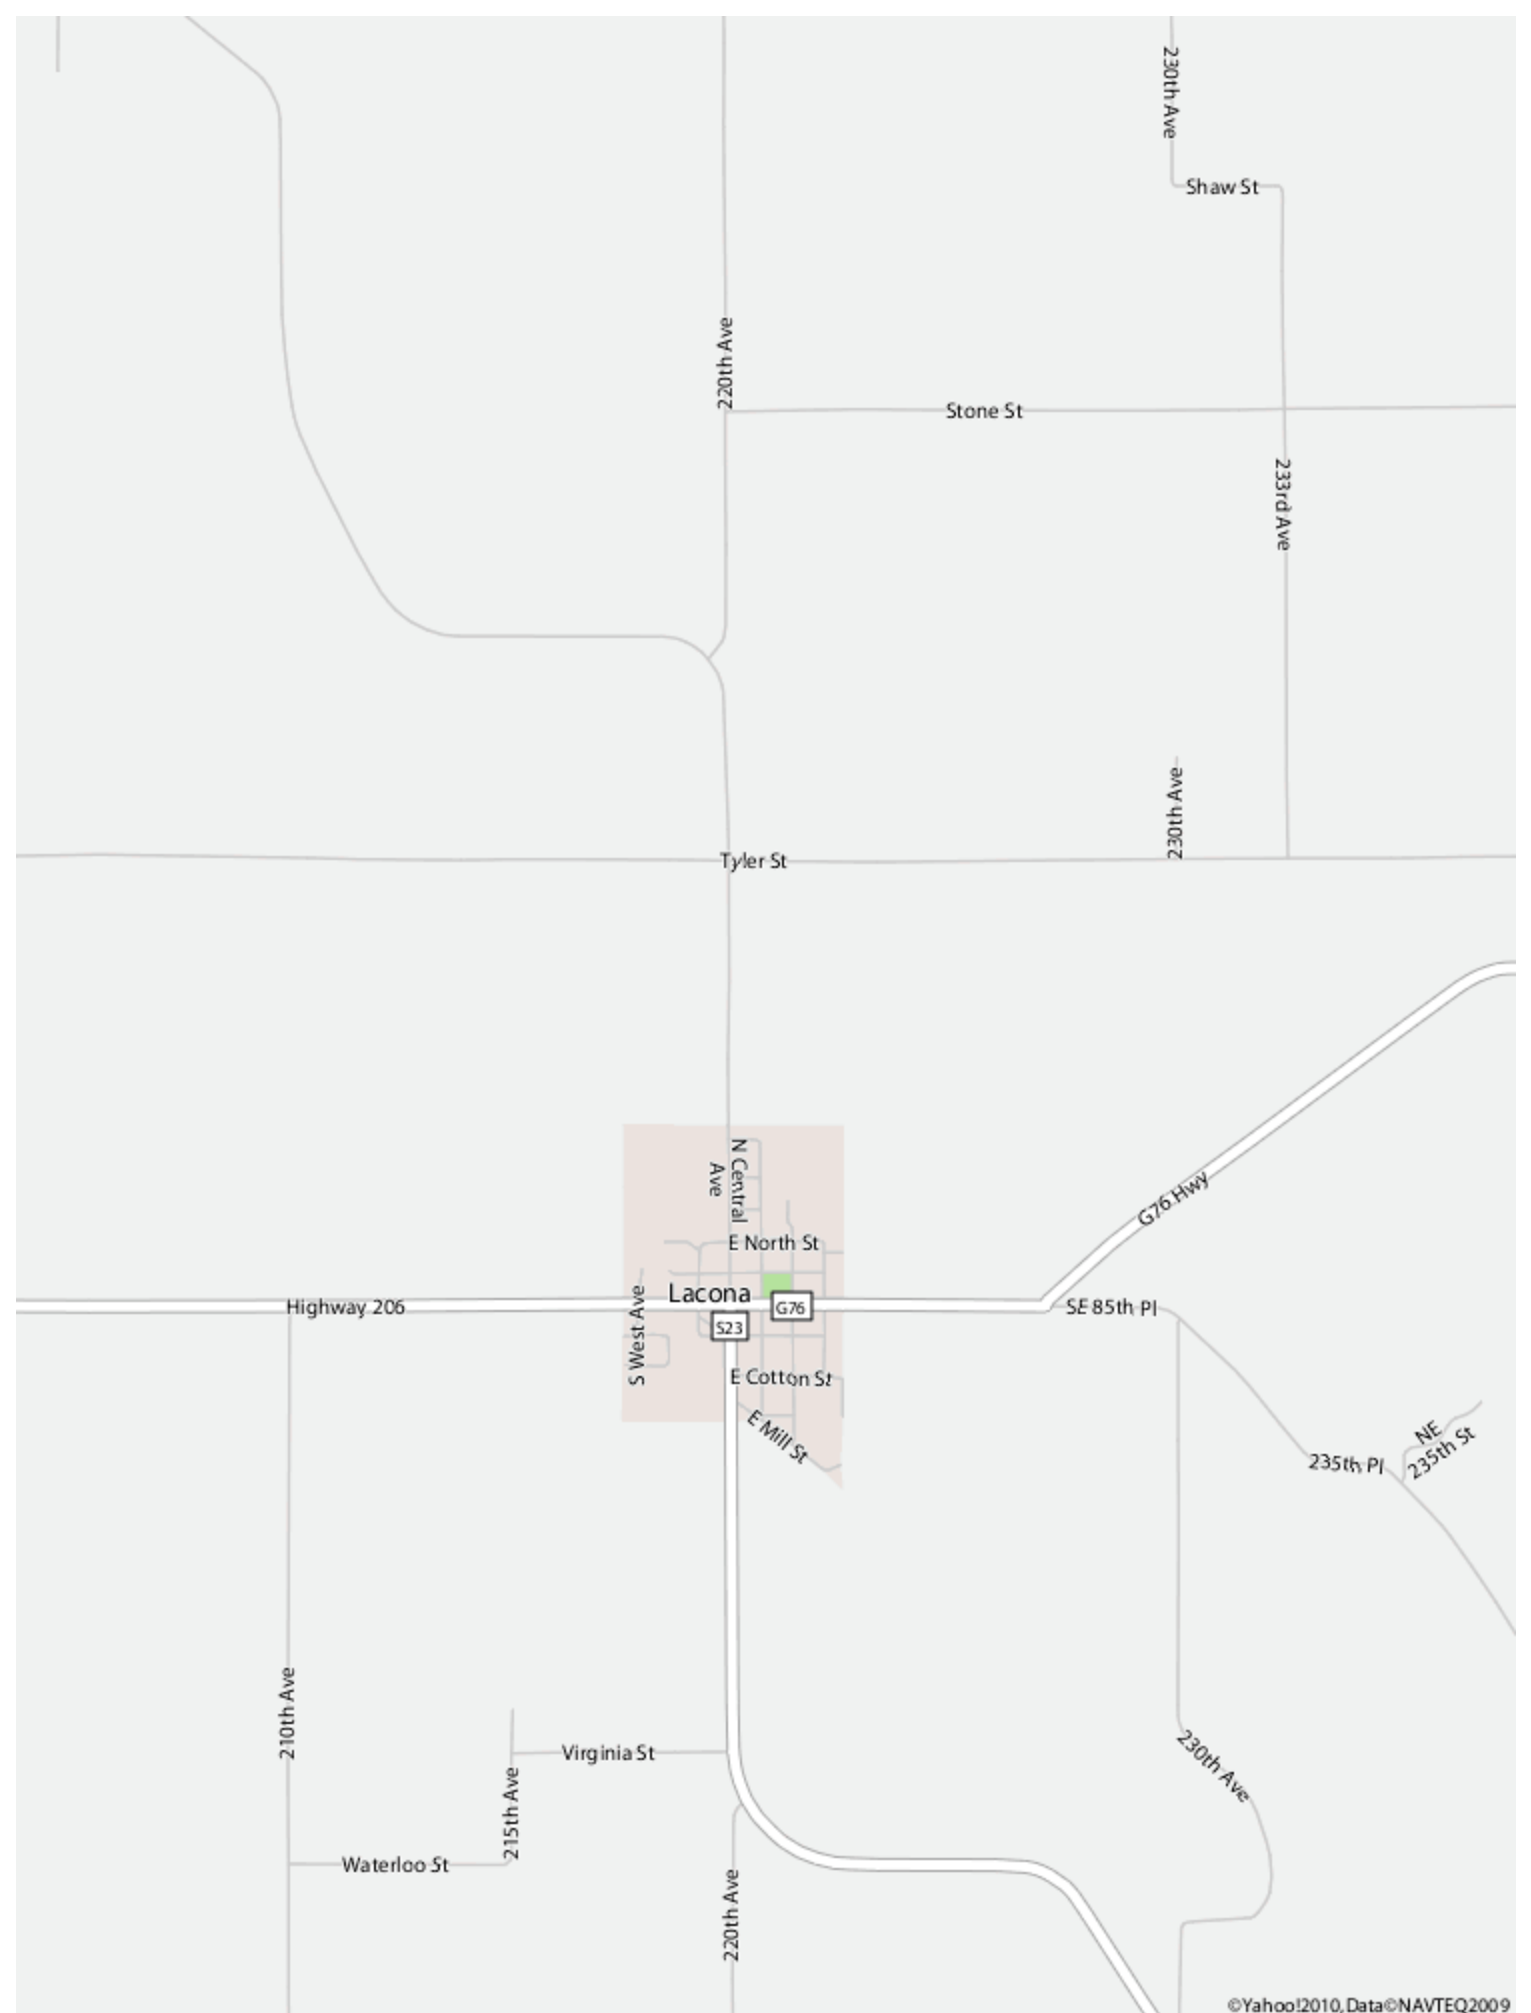 230th Ave
Shaw St
220th Ave
Stone St
233rd Ave
230th Ave
Tyler St
N Central
Ave
G76 Hwy
E North St
Lacona
Highway 206
G76
SE 85th Pl
S23
S West Ave
E Cotton St
E Mill St
NE
235th St
235th Pl
210th Ave
Virginia St
230th Ave
215th Ave
Waterloo St
220th Ave
©Yahoo!2010, Data©NAVTEQ2009